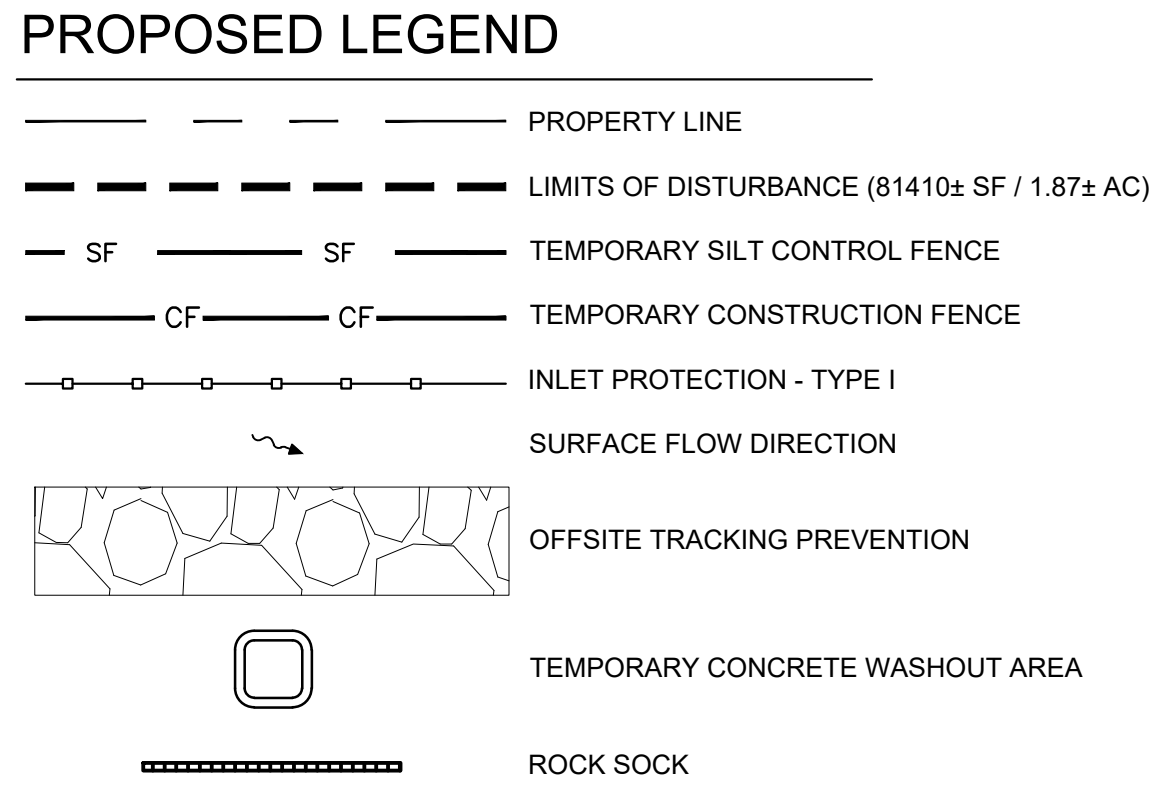 PROPOSED LEGEND
PROPERTY LINE
LIMITS OF DISTURBANCE (81410± SF / 1.87± AC)
SF SF TEMPORARY SILT CONTROL FENCE
CF CF TEMPORARY CONSTRUCTION FENCE
INLET PROTECTION - TYPE I
SURFACE FLOW DIRECTION
OFFSITE TRACKING PREVENTION
TEMPORARY CONCRETE WASHOUT AREA
ROCK SOCK